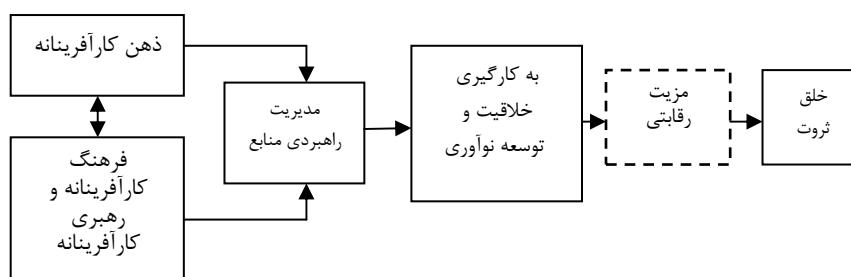 ذهن کارآفرینانه
فرهنگ
کارآفرینانه و
رهبری
کارآفرینانه
مدیریت
راهبردی منابع
به کارگیری
خلاقیت و
توسعه نوآوری
مزیت
رقابتی
خلق
ثروت